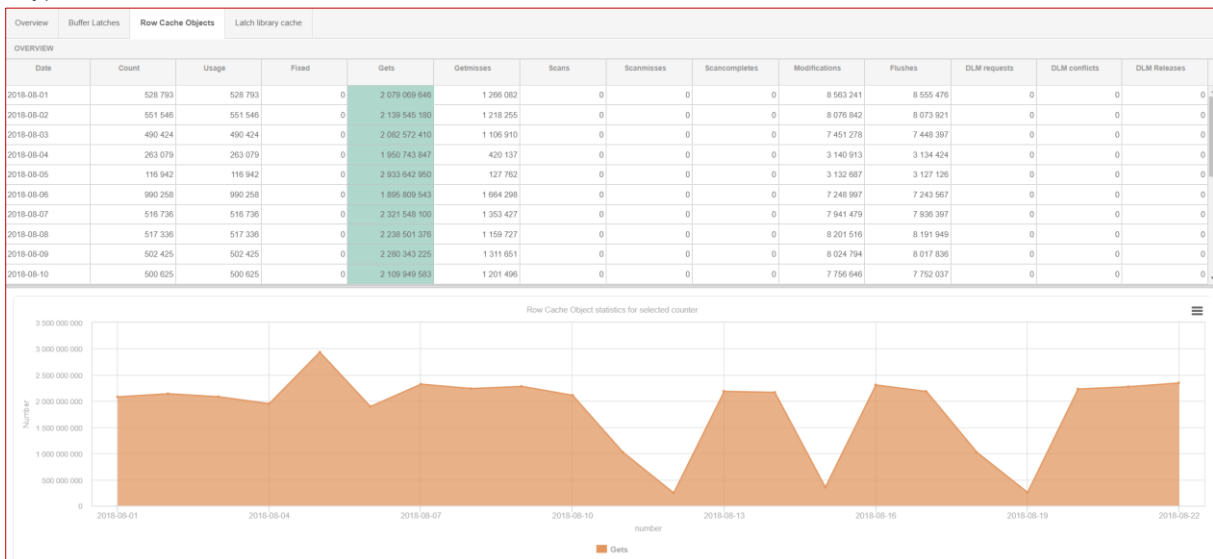 Overview Buffer Latches Row Cache Objects Latch library cache
OVERVIEW
Date Count Usage Fixed Gets Getmisses Scans Scanmisses Scancompletes Modifications Flushes DLM requests DLM conflicts DLM Releases
2018-08-01 528 793 528 793 0 2 079 069 646 1 266 082 0 0 0 8 563 241 8 555 476 0 0 0
2018-08-02 551 546 551 546 0 2 139 545 180 1 218 255 0 0 0 8 076 842 8 073 921 0 0 0
2018-08-03 490 424 490 424 0 2 082 572 410 1 106 910 0 0 0 7 451 278 7 448 397 0 0 0
2018-08-04 263 079 263 079 0 1 950 743 847 420 137 0 0 0 3 140 913 3 134 424 0 0 0
2018-08-05 116 942 116 942 0 2 933 642 950 127 762 0 0 0 3 132 687 3 127 126 0 0 0
2018-08-06 990 258 990 258 0 1 895 809 543 1 664 298 0 0 0 7 248 997 7 243 567 0 0 0
2018-08-07 516 736 516 736 0 2 321 548 100 1 353 427 0 0 0 7 941 479 7 936 397 0 0 0
2018-08-08 517 336 517 336 0 2 238 501 376 1 159 727 0 0 0 8 201 516 8 191 949 0 0 0
2018-08-09 502 425 502 425 0 2 280 343 225 1 311 651 0 0 0 8 024 794 8 017 836 0 0 0
2018-08-10 500 625 500 625 0 2 109 949 583 1 201 496 0 0 0 7 756 646 7 752 037 0 0 0
Row Cache Object statistics for selected counter
3 500 000 000
3 000 000 000
2 500 000 000
2 000 000 000
1 500 000 000
1 000 000 000
500 000 000
0
Number
2018-08-01 2018-08-04 2018-08-07 2018-08-10 2018-08-13 2018-08-16 2018-08-19 2018-08-22
number
Gets